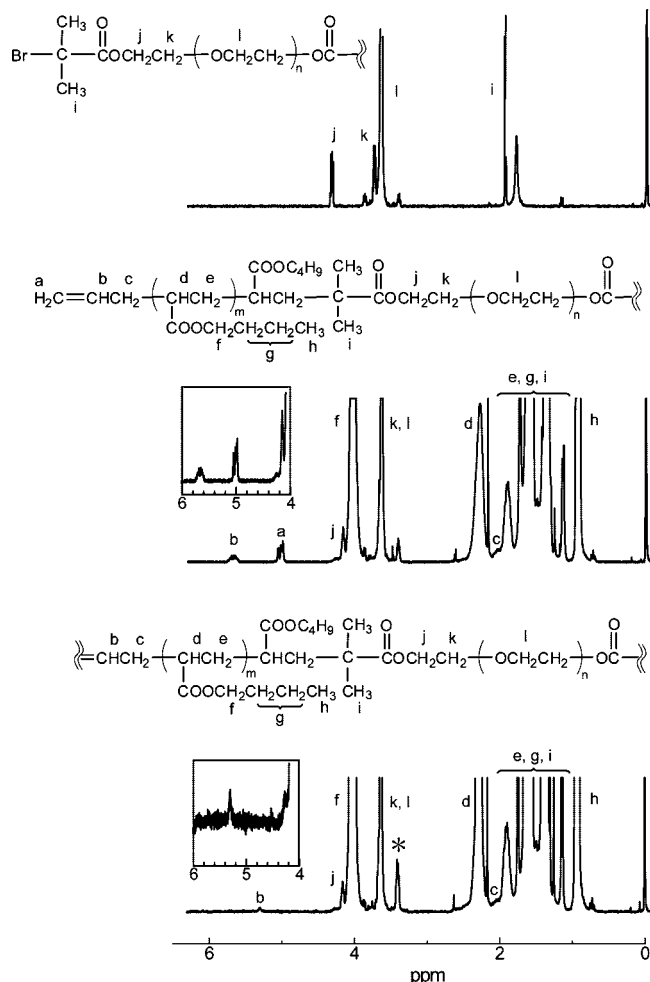 CH₃ O j k l O
Br C COCH₂CH₂ ( OCH₂CH₂ )n OC
CH₃
i
l i
j k
COOC₄H₉ CH₃ O O
a b c d e j k l
H₂C=CHCH₂ ( CHCH₂ )m CHCH₂ C COCH₂CH₂ ( OCH₂CH₂ )n OC
COOCH₂CH₂CH₂CH₃ CH₃
f g h i
e, g, i
f k, l d h
6 5 4
j b a c
COOC₄H₉ CH₃ O O
b c d e j k l
=CHCH₂ ( CHCH₂ )m CHCH₂ C COCH₂CH₂ ( OCH₂CH₂ )n OC
COOCH₂CH₂CH₂CH₃ CH₃
f g h i
e, g, i
f k, l d h
*
6 5 4
j b c
6 4 2 0
ppm